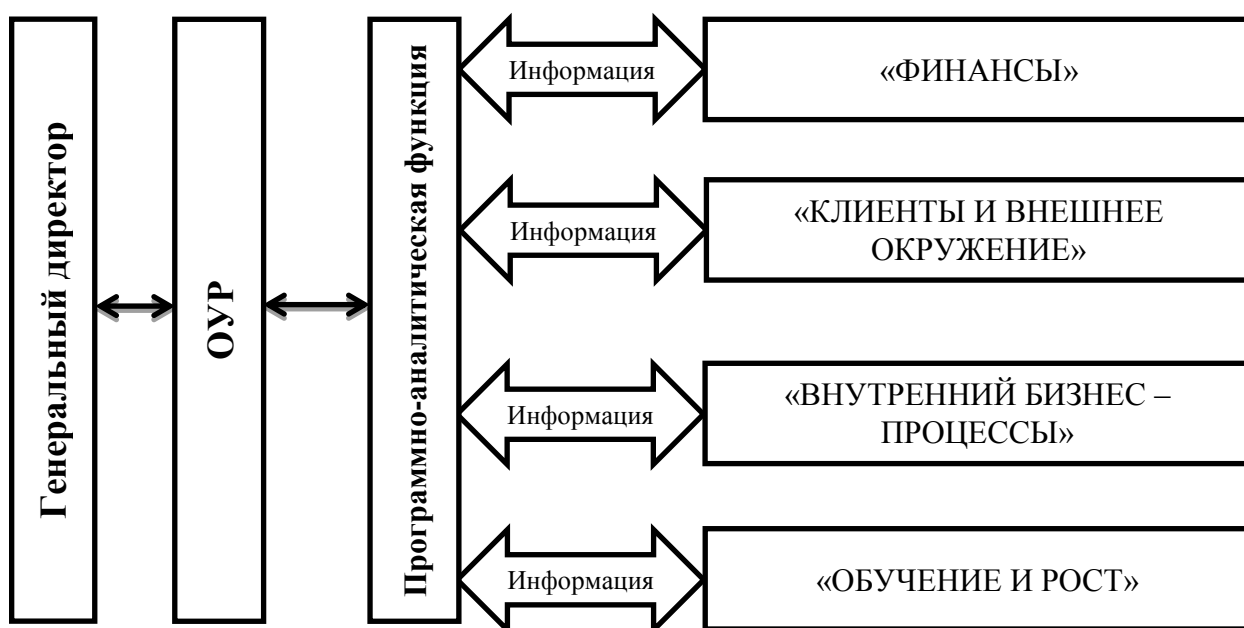 Генеральный директор
ОУР
Программно-аналитическая функция
Информация
«ФИНАНСЫ»
Информация
«КЛИЕНТЫ И ВНЕШНЕЕ
ОКРУЖЕНИЕ»
Информация
«ВНУТРЕННИЙ БИЗНЕС –
ПРОЦЕССЫ»
Информация
«ОБУЧЕНИЕ И РОСТ»